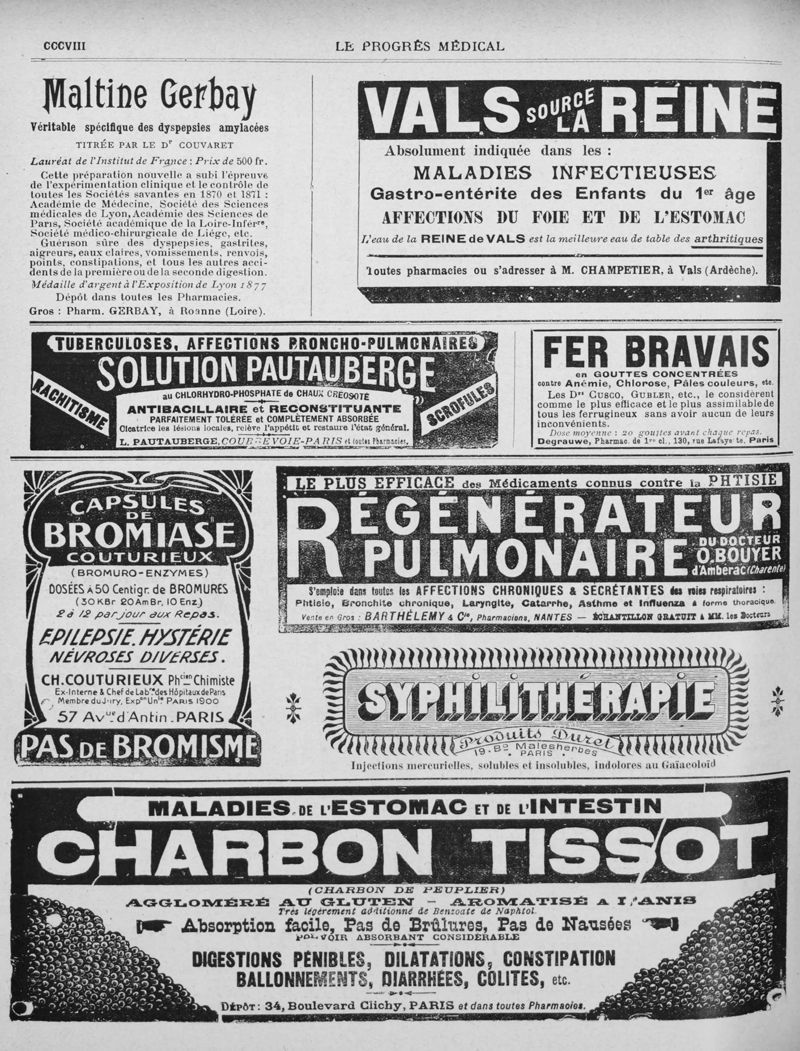 CCCVIII
LE PROGRÈS MÉDICAL
Maltine Gerbay
Véritable spécifique des dyspepsies amylacées
TITRÉE PAR LE Dr COUVARET
Lauréat de l'Institut de France : Prix de 500 fr.
Cette préparation nouvelle a subi l'épreuve
de l'expérimentation clinique et le contrôle de
toutes les Sociétés savantes en 1870 et 1871 :
Académie de Médecine, Société des Sciences
médicales de Lyon, Académie des Sciences de
Paris, Société académique de la Loire-Inférre,
Société médico-chirurgicale de Liége, etc.
Guérison sûre des dyspepsies, gastrites,
aigreurs, eaux claires, vomissements, renvois,
points, constipations, et tous les autres acci-
dents de la première ou de la seconde digestion.
Médaille d'argent à l'Exposition de Lyon 1877
Dépôt dans toutes les Pharmacies.
Gros : Pharm. GERBAY, à Roanne (Loire).
VALS SOURCE LA REINE
Absolument indiquée dans les :
MALADIES INFECTIEUSES
Gastro-entérite des Enfants du 1er âge
AFFECTIONS DU FOIE ET DE L'ESTOMAC
L'eau de la REINE de VALS est la meilleure eau de table des arthritiques
Toutes pharmacies ou s'adresser à M. CHAMPETIER, à Vals (Ardèche).
TUBERCULOSES, AFFECTIONS BRONCHO-PULMONAIRES
SOLUTION PAUTAUBERGE
au CHLORHYDRO-PHOSPHATE de CHAUX CRÉOSOTÉ
RACHITISME
ANTIBACILLAIRE et RECONSTITUANTE
PARFAITEMENT TOLÉRÉE et COMPLÈTEMENT ABSORBÉE
Cicatrice les lésions locales, relève l'appétit et restaure l'état général.
SCROFULES
L. PAUTAUBERGE, COURBEVOIE-PARIS et toutes Pharmacies.
FER BRAVAIS
en GOUTTES CONCENTRÉES
contre Anémie, Chlorose, Pâles couleurs, etc.
Les Drs CUSCO, GUBLER, etc., le considèrent
comme le plus efficace et le plus assimilable de
tous les ferrugineux sans avoir aucun de leurs
inconvénients.
Dose moyenne : 20 gouttes avant chaque repas.
Degrauwe, Pharmac. de 1re cl., 130, rue Lafayette, Paris
CAPSULES
DE
BROMIASE
COUTURIEUX
(BROMURO-ENZYMES)
DOSÉES A 50 Centigr. de BROMURES
(30 KBr 20 AmBr, 10 Enz.)
2 à 12 par jour aux Repas.
EPILEPSIE. HYSTÉRIE
NÉVROSES DIVERSES.
CH. COUTURIEUX Phcien Chimiste
Ex-Interne & Chef de Labres des Hôpitaux de Paris
Membre du Jury, Expon Unlle PARIS 1900
57 Avue d'Antin. PARIS
PAS DE BROMISME
LE PLUS EFFICACE des Médicaments connus contre la PHTISIE
RÉGÉNÉRATEUR
PULMONAIRE
DU DOCTEUR
O. BOUYER
d'Amberac (Charente)
S'emploie dans toutes les AFFECTIONS CHRONIQUES & SÉCRÉTANTES des voies respiratoires :
Phtisie, Bronchite chronique, Laryngite, Catarrhe, Asthme et Influenza à forme thoracique.
Vente en Gros : BARTHÉLEMY & Cie, Pharmaciens, NANTES — ÉCHANTILLON GRATUIT à MM. les Docteurs
SYPHILITHÉRAPIE
Produits Duret
19, Bd Malesherbes
PARIS
Injections mercurielles, solubles et insolubles, indolores au Gaïacoloïd
MALADIES DE L'ESTOMAC ET DE L'INTESTIN
CHARBON TISSOT
(CHARBON DE PEUPLIER)
AGGLOMÉRÉ AU GLUTEN - AROMATISÉ A L'ANIS
Très légèrement additionné de Benzoate de Naphtol.
Absorption facile, Pas de Brûlures, Pas de Nausées
POUVOIR ABSORBANT CONSIDÉRABLE
DIGESTIONS PÉNIBLES, DILATATIONS, CONSTIPATION
BALLONNEMENTS, DIARRHÉES, COLITES, etc.
DÉPÔT : 34, Boulevard Clichy, PARIS et dans toutes Pharmacies.